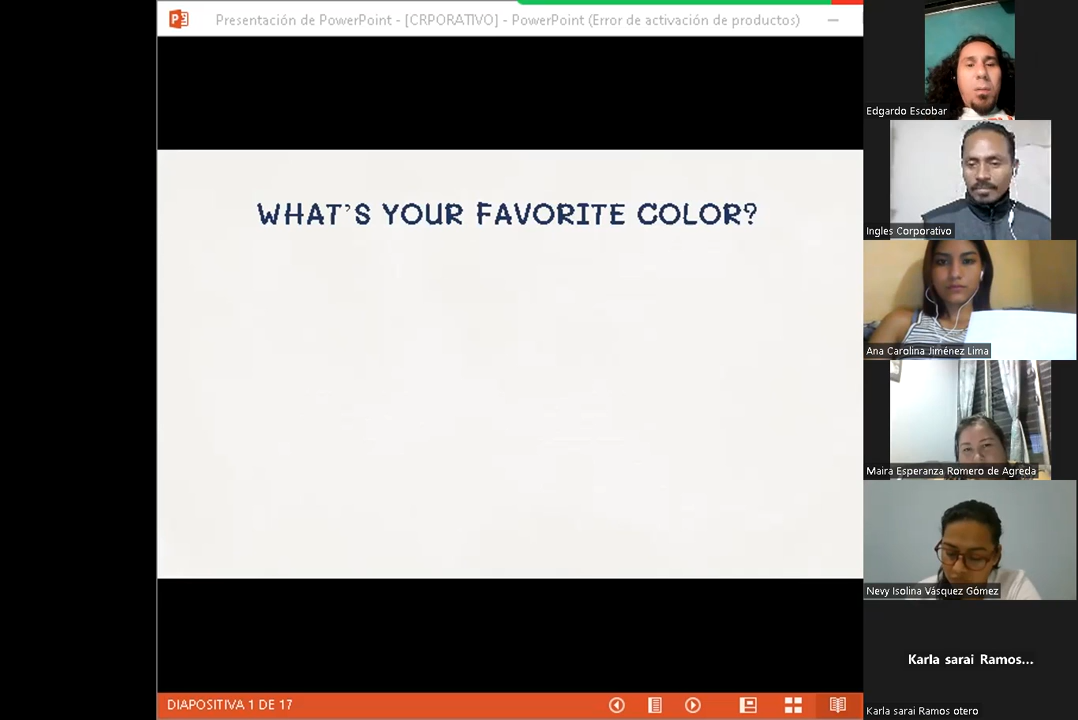 Presentación de PowerPoint - [CRPORATIVO] - PowerPoint (Error de activación de productos)
WHAT'S YOUR FAVORITE COLOR?
DIAPOSITIVA 1 DE 17
Edgardo Escobar
Ingles Corporativo
Ana Carolina Jiménez Lima
Maira Esperanza Romero de Agreda
Nevy Isolina Vásquez Gómez
Karla sarai Ramos...
Karla sarai Ramos otero